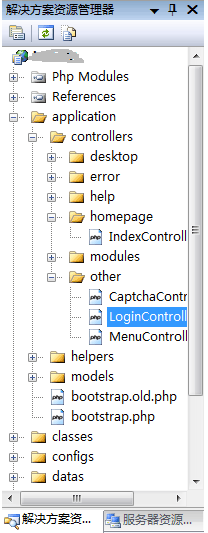 解决方案资源管理器
Php Modules
References
application
controllers
desktop
error
help
homepage
IndexControll
modules
other
CaptchaContr
LoginControll
MenuControll
helpers
models
bootstrap.old.php
bootstrap.php
classes
configs
datas
解决方案资... 服务器资源...